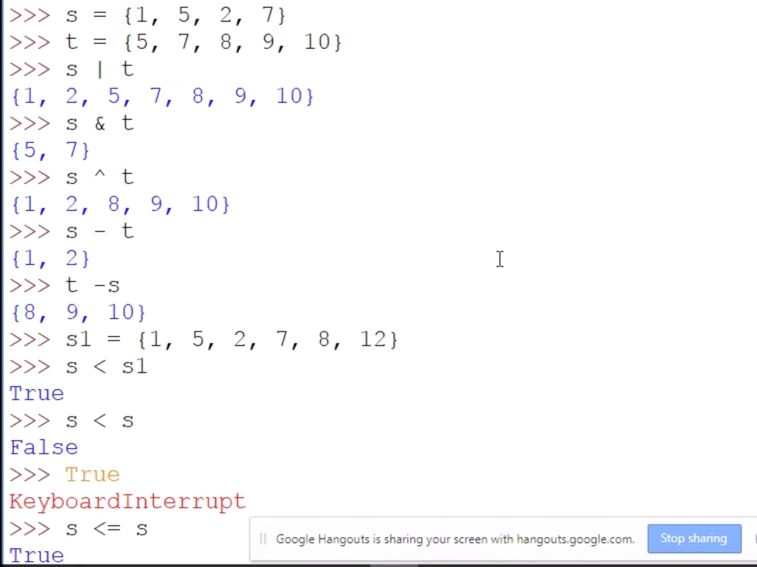 >>> s = {1, 5, 2, 7}
>>> t = {5, 7, 8, 9, 10}
>>> s | t
{1, 2, 5, 7, 8, 9, 10}
>>> s & t
{5, 7}
>>> s ^ t
{1, 2, 8, 9, 10}
>>> s - t
{1, 2}
>>> t -s
{8, 9, 10}
>>> s1 = {1, 5, 2, 7, 8, 12}
>>> s < s1
True
>>> s < s
False
>>> True
KeyboardInterrupt
>>> s <= s
True
Google Hangouts is sharing your screen with hangouts.google.com.
Stop sharing